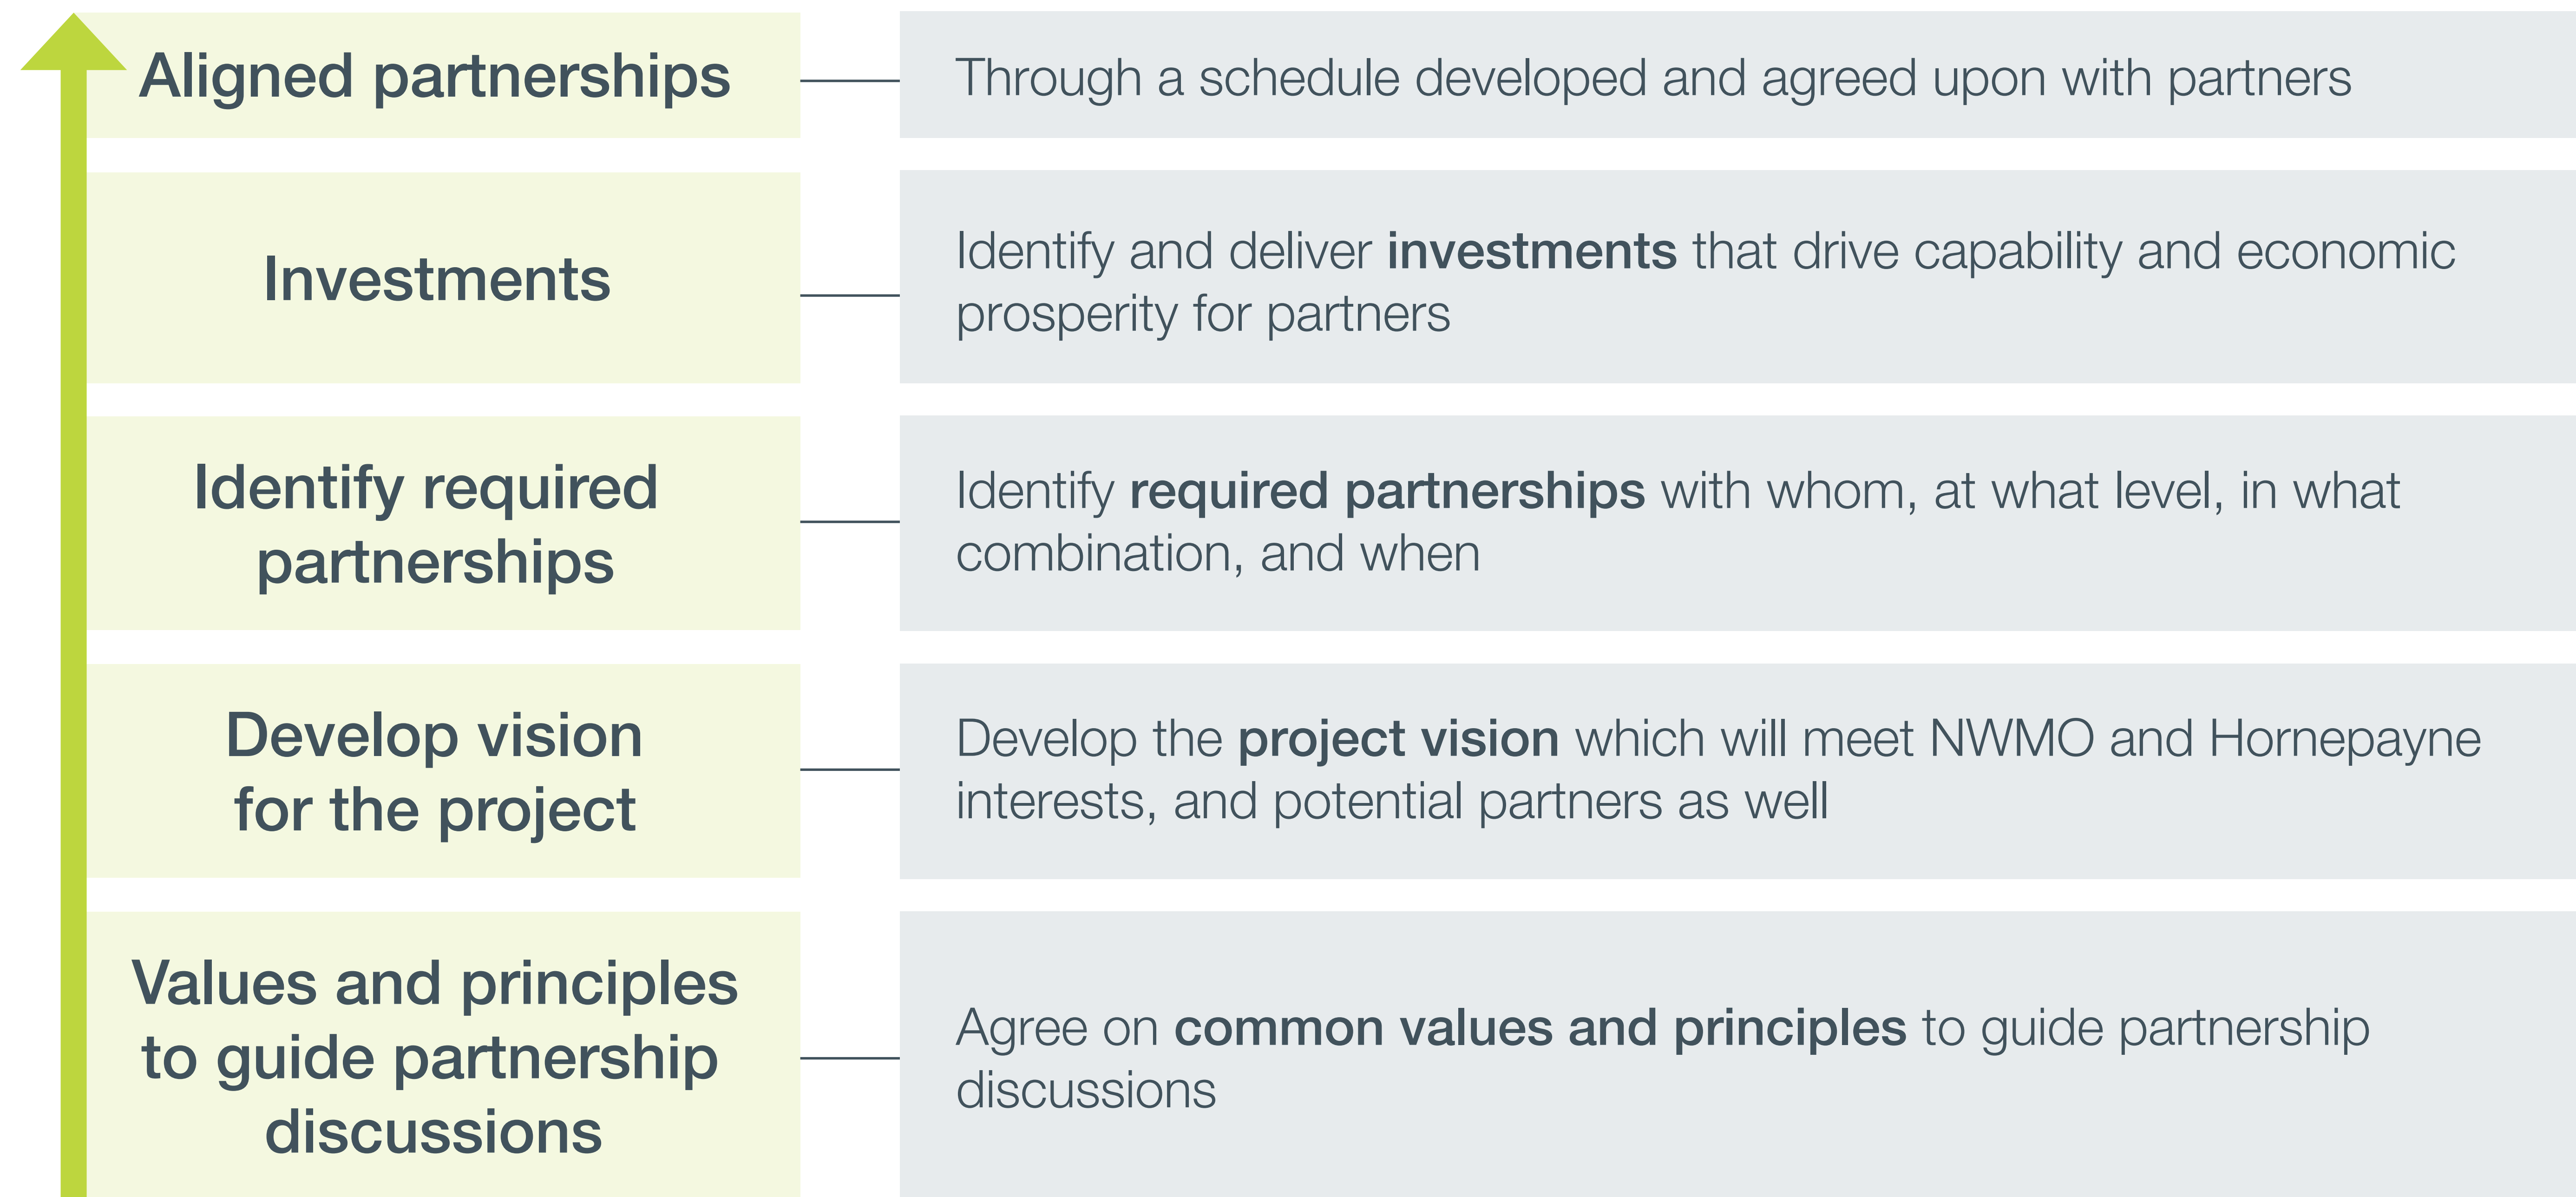 Aligned partnerships
Through a schedule developed and agreed upon with partners
Investments
Identify and deliver investments that drive capability and economic
prosperity for partners
Identify required
partnerships
Identify required partnerships with whom, at what level, in what
combination, and when
Develop vision
for the project
Develop the project vision which will meet NWMO and Hornepayne
interests, and potential partners as well
Values and principles
to guide partnership
discussions
Agree on common values and principles to guide partnership
discussions